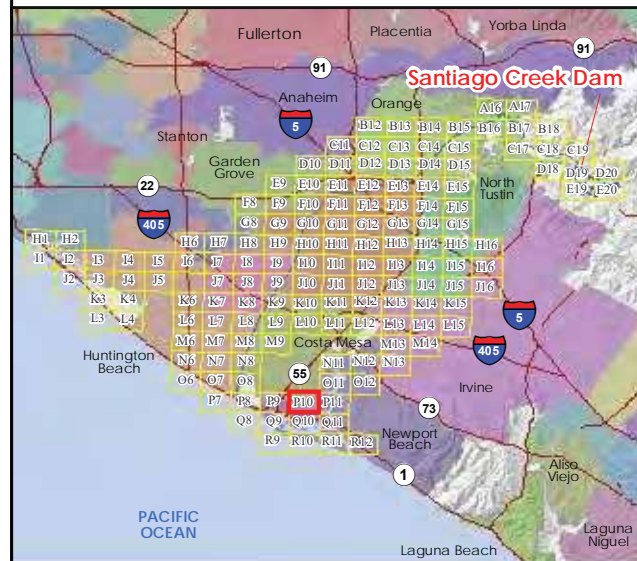 Fullerton
Placentia
Yorba Linda
91
91
Santiago Creek Dam
Anaheim
Orange
A16 A17
5
B12 B13 B14 B15 B16 B17 B18
Stanton
C11 C12 C13 C14 C15 C17 C18 C19
Garden
Grove
D10 D11 D12 D13 D14 D15 D18 D19 D20
22
E9 E10 E11 E12 E13 E14 E15 E19 E20
North
Tustin
F8 F9 F10 F11 F12 F13 F14 F15
405
G8 G9 G10 G11 G12 G13 G14 G15
H1 H2 H6 H7 H8 H9 H10 H11 H12 H13 H14 H15 H16
I1 I2 I3 I4 I5 I6 I7 I8 I9 I10 I11 I12 I13 I14 I15 I16
J2 J3 J4 J5 J7 J8 J9 J10 J11 J12 J13 J14 J15 J16
K3 K4 K6 K7 K8 K9 K10 K11 K12 K13 K14 K15
5
L3 L4 L6 L7 L8 L9 L10 L11 L12 L13 L14 L15
M6 M7 M8 M9 Costa Mesa M13 M14
405
Huntington
Beach
N6 N7 N8 N11 N12 N13
55
O6 O7 O8 O11 O12
Irvine
P7 P8 P9 P10 P11
73
Q8 Q9 Q10 Q11
Newport
Beach
R9 R10 R11 R12
1
Aliso
Viejo
PACIFIC
OCEAN
Laguna
Niguel
Laguna Beach